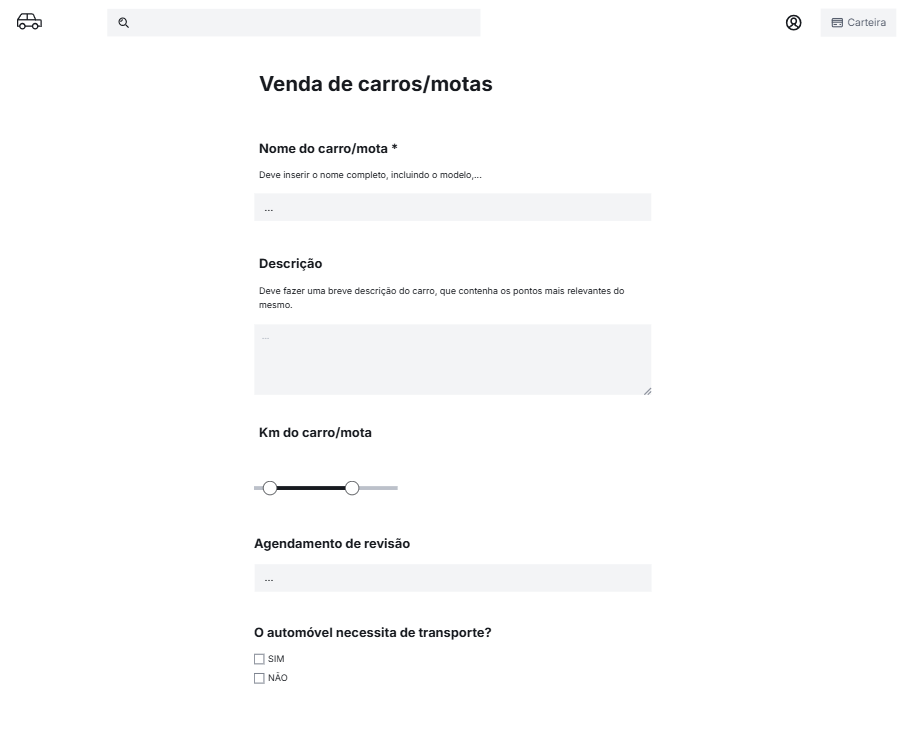 Carteira
Venda de carros/motas
Nome do carro/mota *
Deve inserir o nome completo, incluindo o modelo,...
...
Descrição
Deve fazer uma breve descrição do carro, que contenha os pontos mais relevantes do
mesmo.
...
Km do carro/mota
Agendamento de revisão
...
O automóvel necessita de transporte?
SIM
NÃO